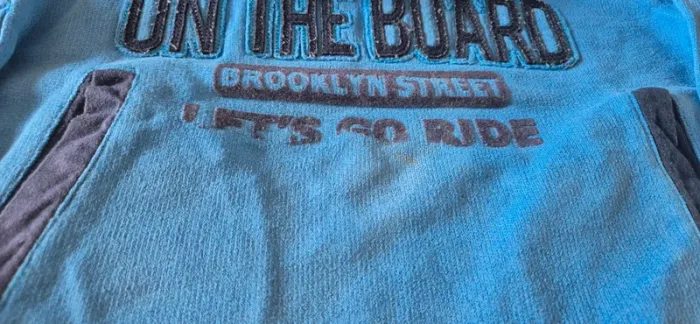 ON THE BOARD
BROOKLYN STREET
LET'S GO RIDE